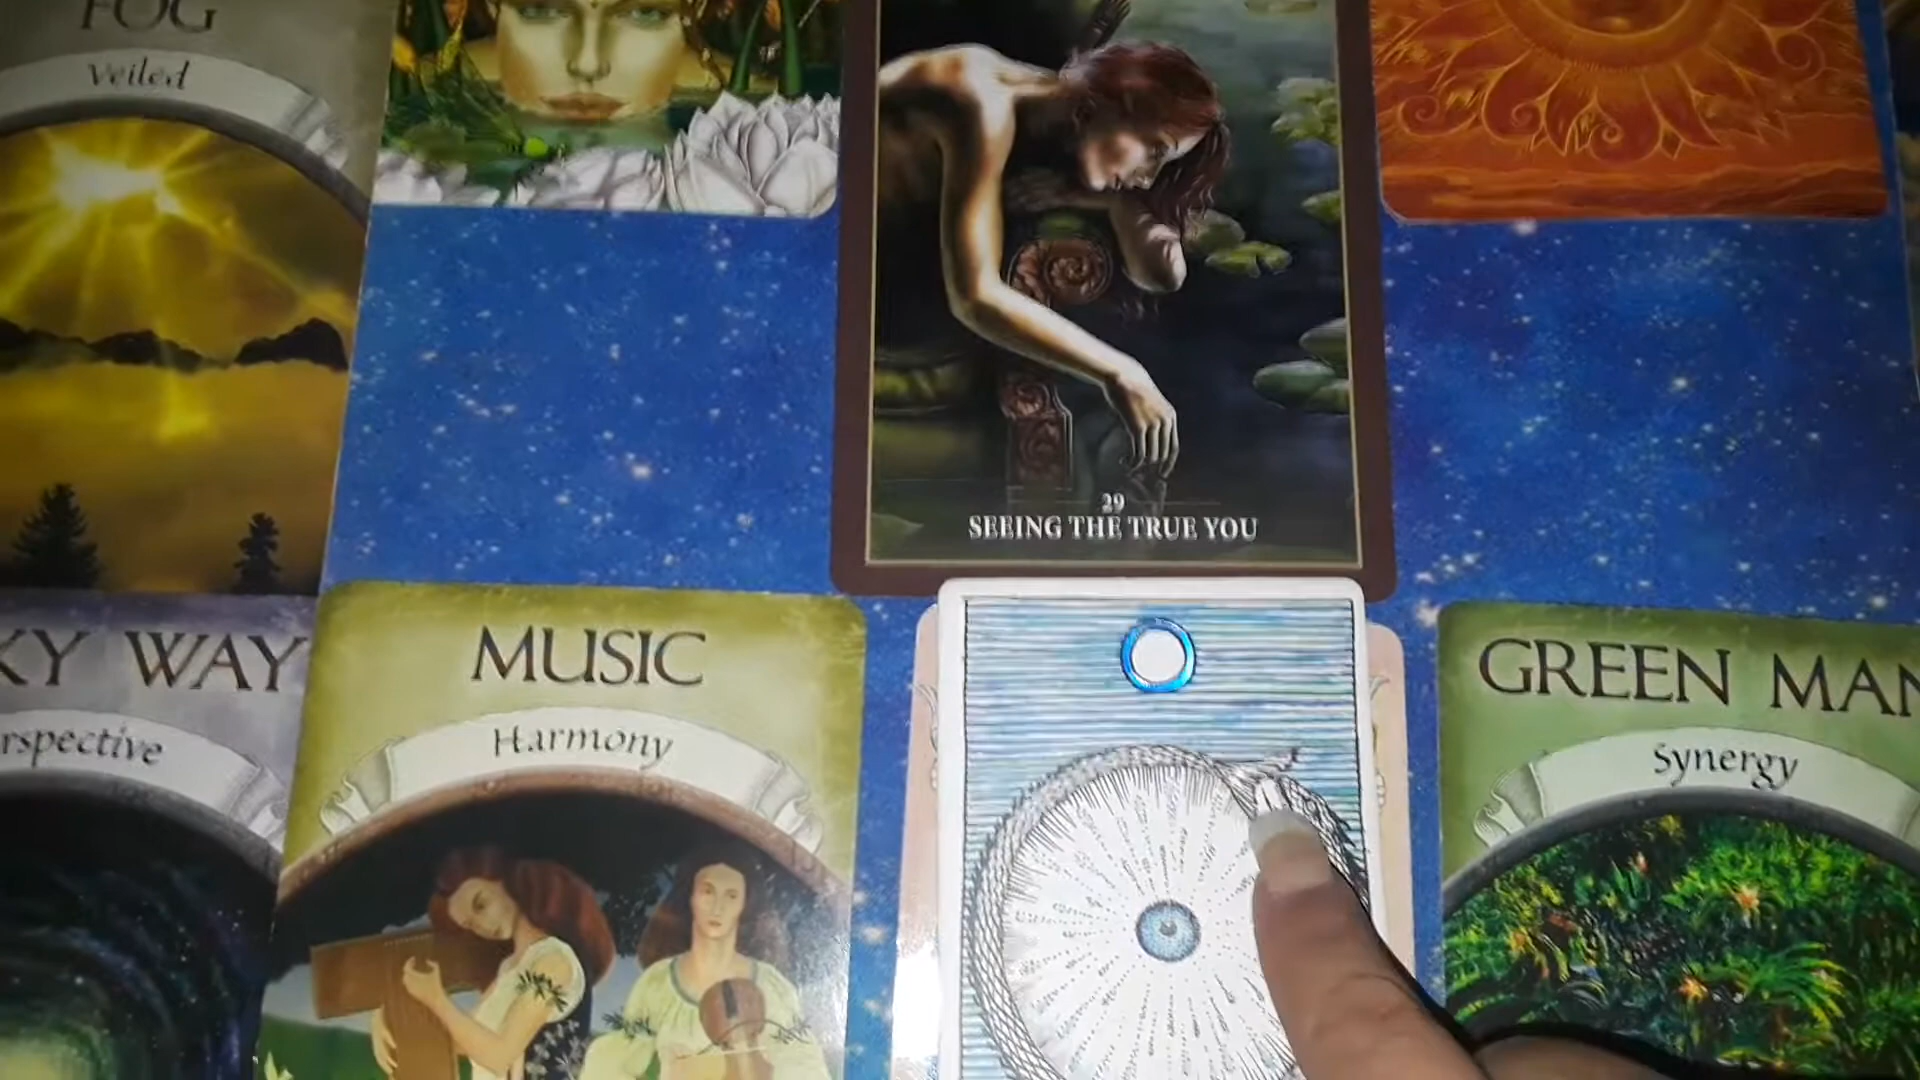 FOG
Veiled
29
SEEING THE TRUE YOU
KY WAY
rspective
MUSIC
Harmony
GREEN MAN
Synergy